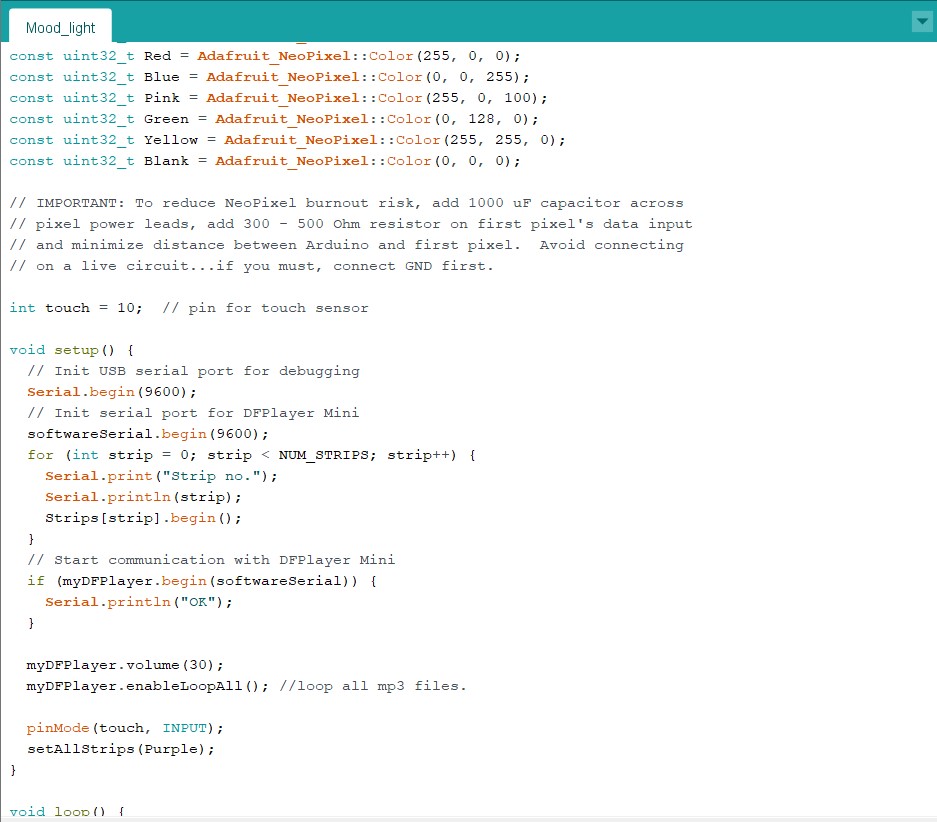 Mood_light
const uint32_t Red = Adafruit_NeoPixel::Color(255, 0, 0);
const uint32_t Blue = Adafruit_NeoPixel::Color(0, 0, 255);
const uint32_t Pink = Adafruit_NeoPixel::Color(255, 0, 100);
const uint32_t Green = Adafruit_NeoPixel::Color(0, 128, 0);
const uint32_t Yellow = Adafruit_NeoPixel::Color(255, 255, 0);
const uint32_t Blank = Adafruit_NeoPixel::Color(0, 0, 0);

// IMPORTANT: To reduce NeoPixel burnout risk, add 1000 uF capacitor across
// pixel power leads, add 300 - 500 Ohm resistor on first pixel's data input
// and minimize distance between Arduino and first pixel.  Avoid connecting
// on a live circuit...if you must, connect GND first.

int touch = 10;  // pin for touch sensor

void setup() {
  // Init USB serial port for debugging
  Serial.begin(9600);
  // Init serial port for DFPlayer Mini
  softwareSerial.begin(9600);
  for (int strip = 0; strip < NUM_STRIPS; strip++) {
    Serial.print("Strip no.");
    Serial.println(strip);
    Strips[strip].begin();
  }
  // Start communication with DFPlayer Mini
  if (myDFPlayer.begin(softwareSerial)) {
    Serial.println("OK");
  }

  myDFPlayer.volume(30);
  myDFPlayer.enableLoopAll(); //loop all mp3 files.

  pinMode(touch, INPUT);
  setAllStrips(Purple);
}

void loop() {